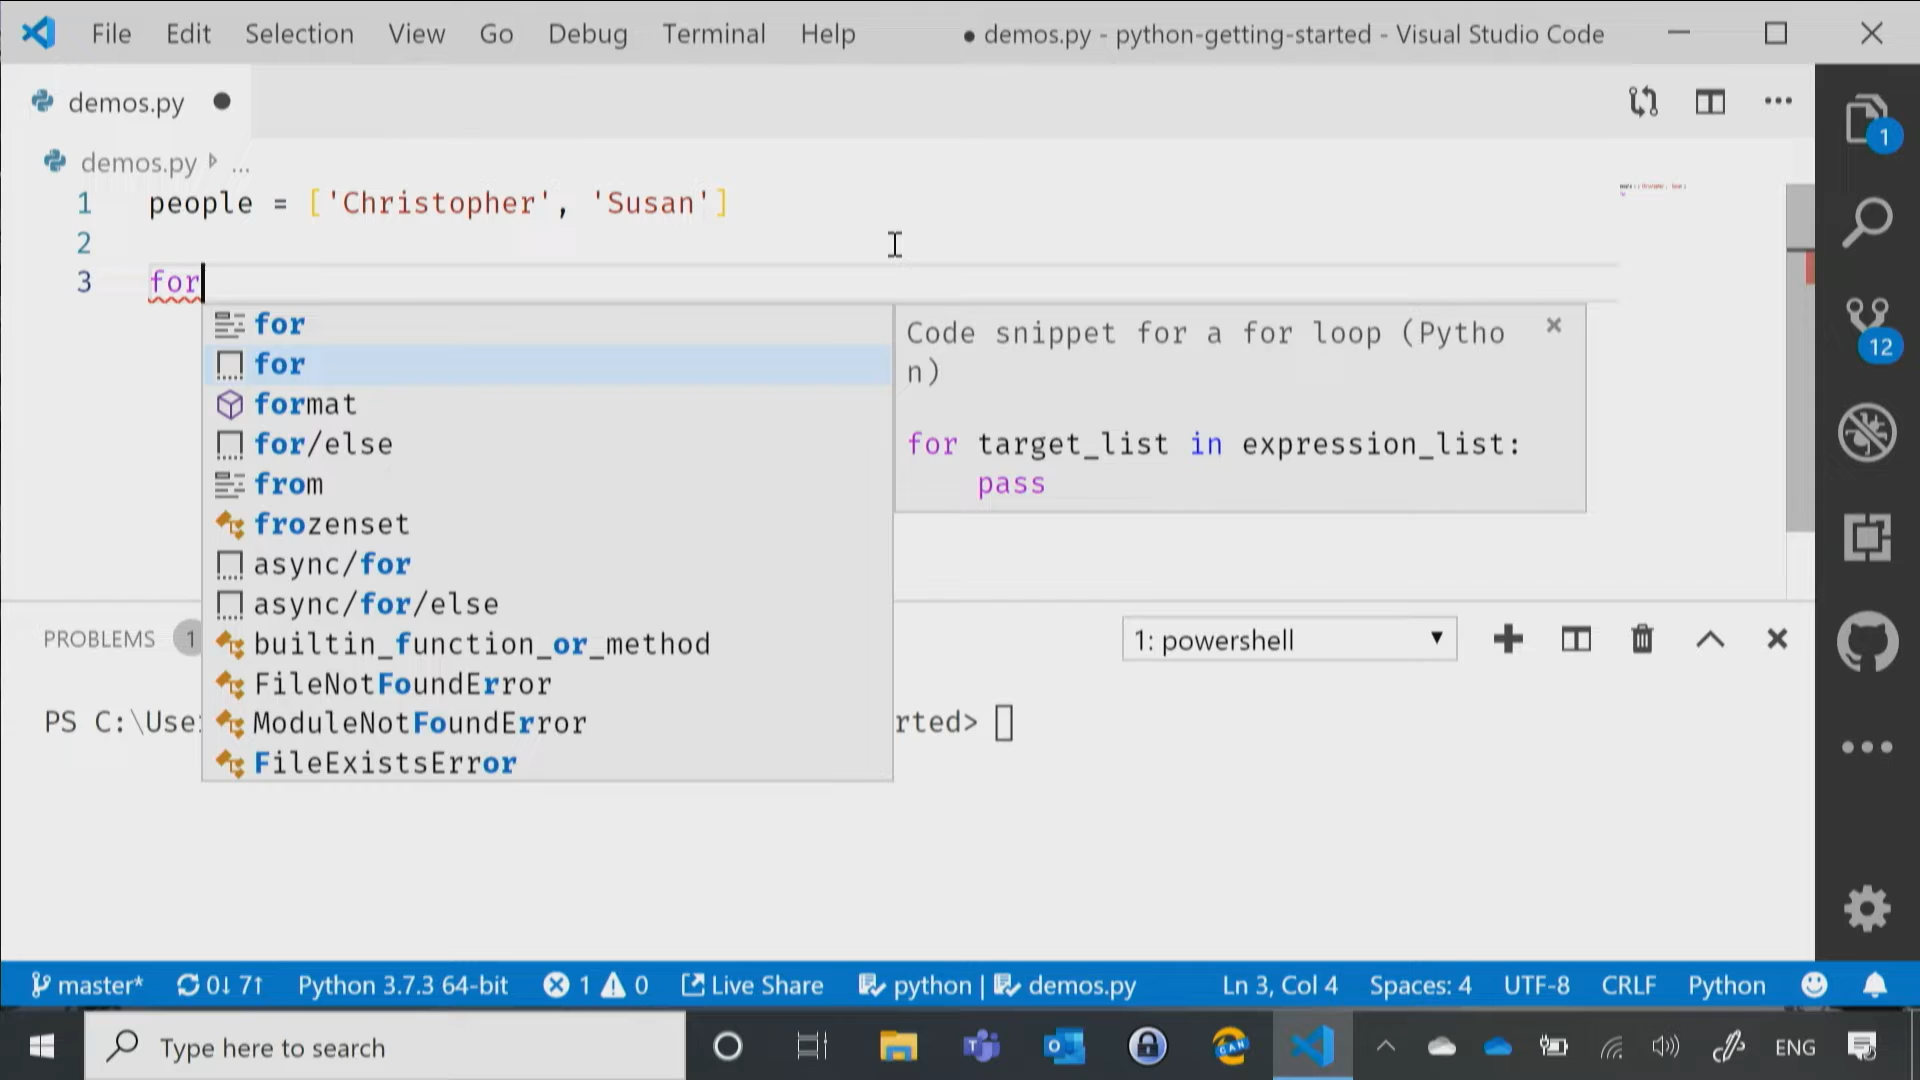 File Edit Selection View Go Debug Terminal Help ● demos.py - python-getting-started - Visual Studio Code
demos.py
demos.py ...
1 people = ['Christopher', 'Susan']
2
3 for
for
for
format
for/else
from
frozenset
async/for
async/for/else
builtin_function_or_method
FileNotFoundError
ModuleNotFoundError
FileExistsError
Code snippet for a for loop (Pytho
n)
for target_list in expression_list:
pass
1
12
PROBLEMS 1
1: powershell
PS C:\Use
rted>
master* 0↓ 7↑ Python 3.7.3 64-bit 1 0 Live Share python | demos.py Ln 3, Col 4 Spaces: 4 UTF-8 CRLF Python
Type here to search
CAN
ENG